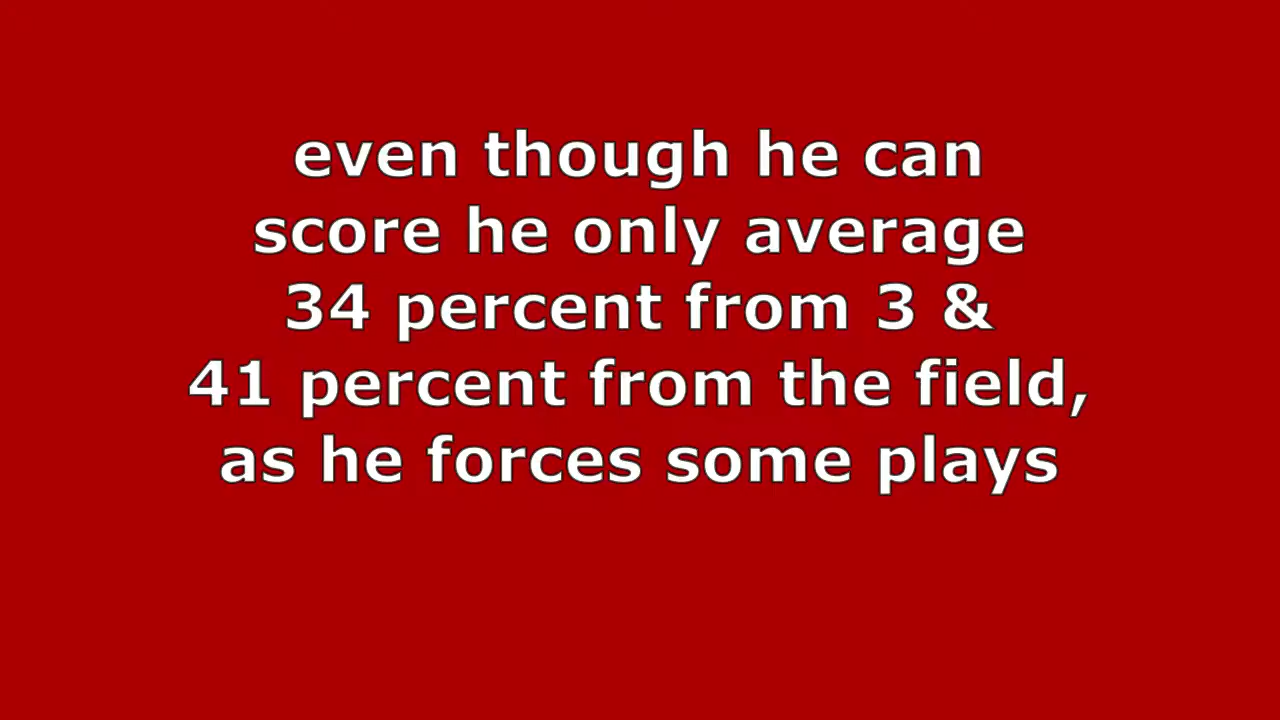 even though he can
score he only average
34 percent from 3 &
41 percent from the field,
as he forces some plays